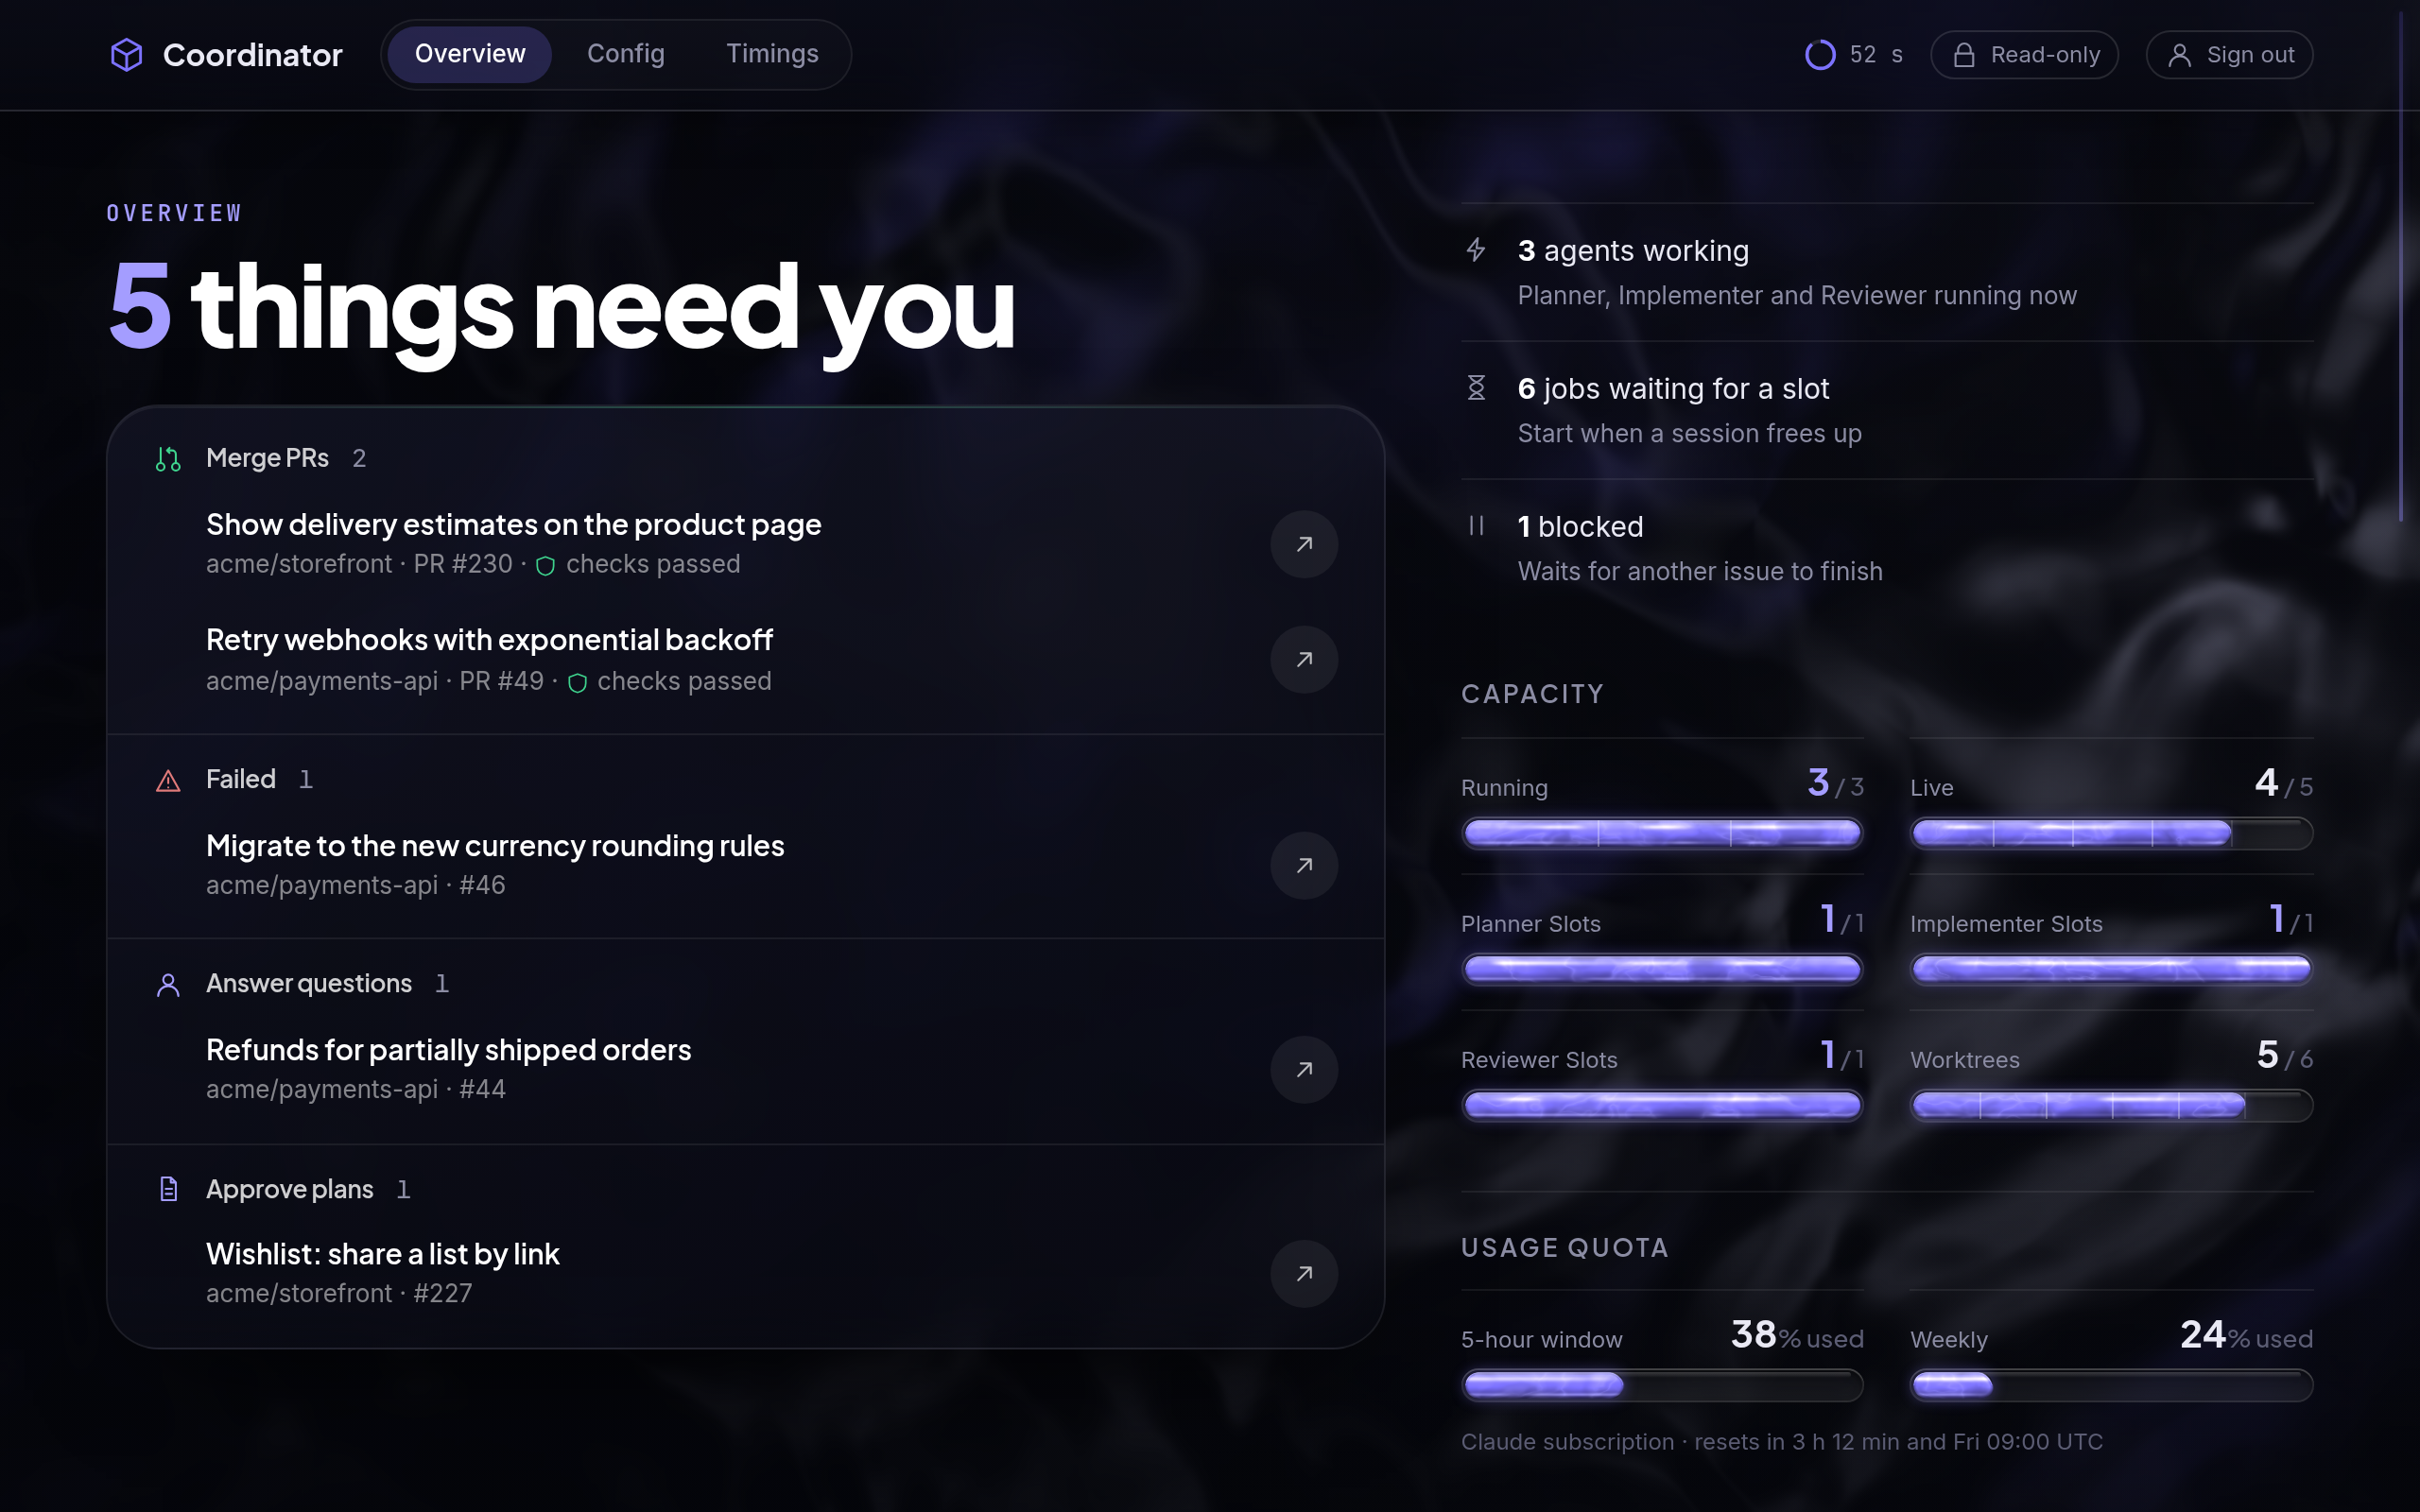 Coordinator
Overview
Config
Timings
52 s
Read-only
Sign out
OVERVIEW
5 things need you
Merge PRs 2
Show delivery estimates on the product page
acme/storefront · PR #230 · checks passed
Retry webhooks with exponential backoff
acme/payments-api · PR #49 · checks passed
Failed 1
Migrate to the new currency rounding rules
acme/payments-api · #46
Answer questions 1
Refunds for partially shipped orders
acme/payments-api · #44
Approve plans 1
Wishlist: share a list by link
acme/storefront · #227
3 agents working
Planner, Implementer and Reviewer running now
6 jobs waiting for a slot
Start when a session frees up
1 blocked
Waits for another issue to finish
CAPACITY
Running 3 / 3
Live 4 / 5
Planner Slots 1 / 1
Implementer Slots 1 / 1
Reviewer Slots 1 / 1
Worktrees 5 / 6
USAGE QUOTA
5-hour window 38% used
Weekly 24% used
Claude subscription · resets in 3 h 12 min and Fri 09:00 UTC